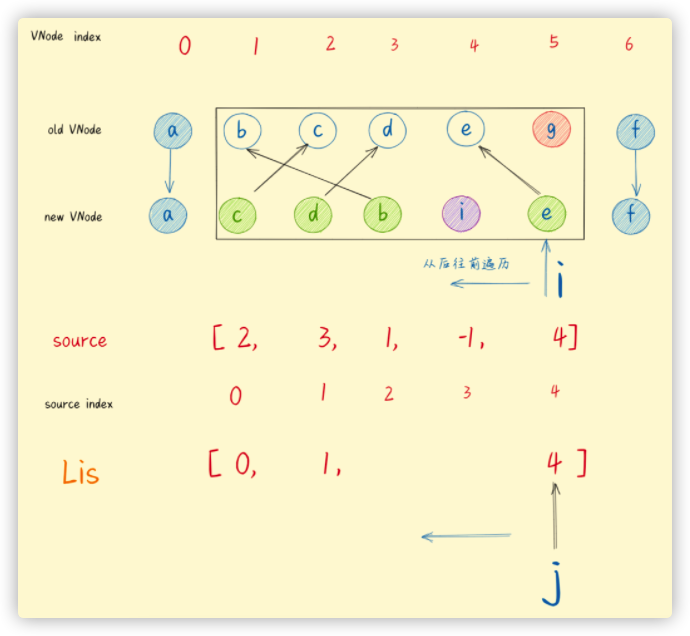 VNode index 0 1 2 3 4 5 6
old VNode a b c d e g f
new VNode a c d b i e f
从后往前遍历 i
source [ 2, 3, 1, -1, 4]
source index 0 1 2 3 4
Lis [ 0, 1, 4 ]
j